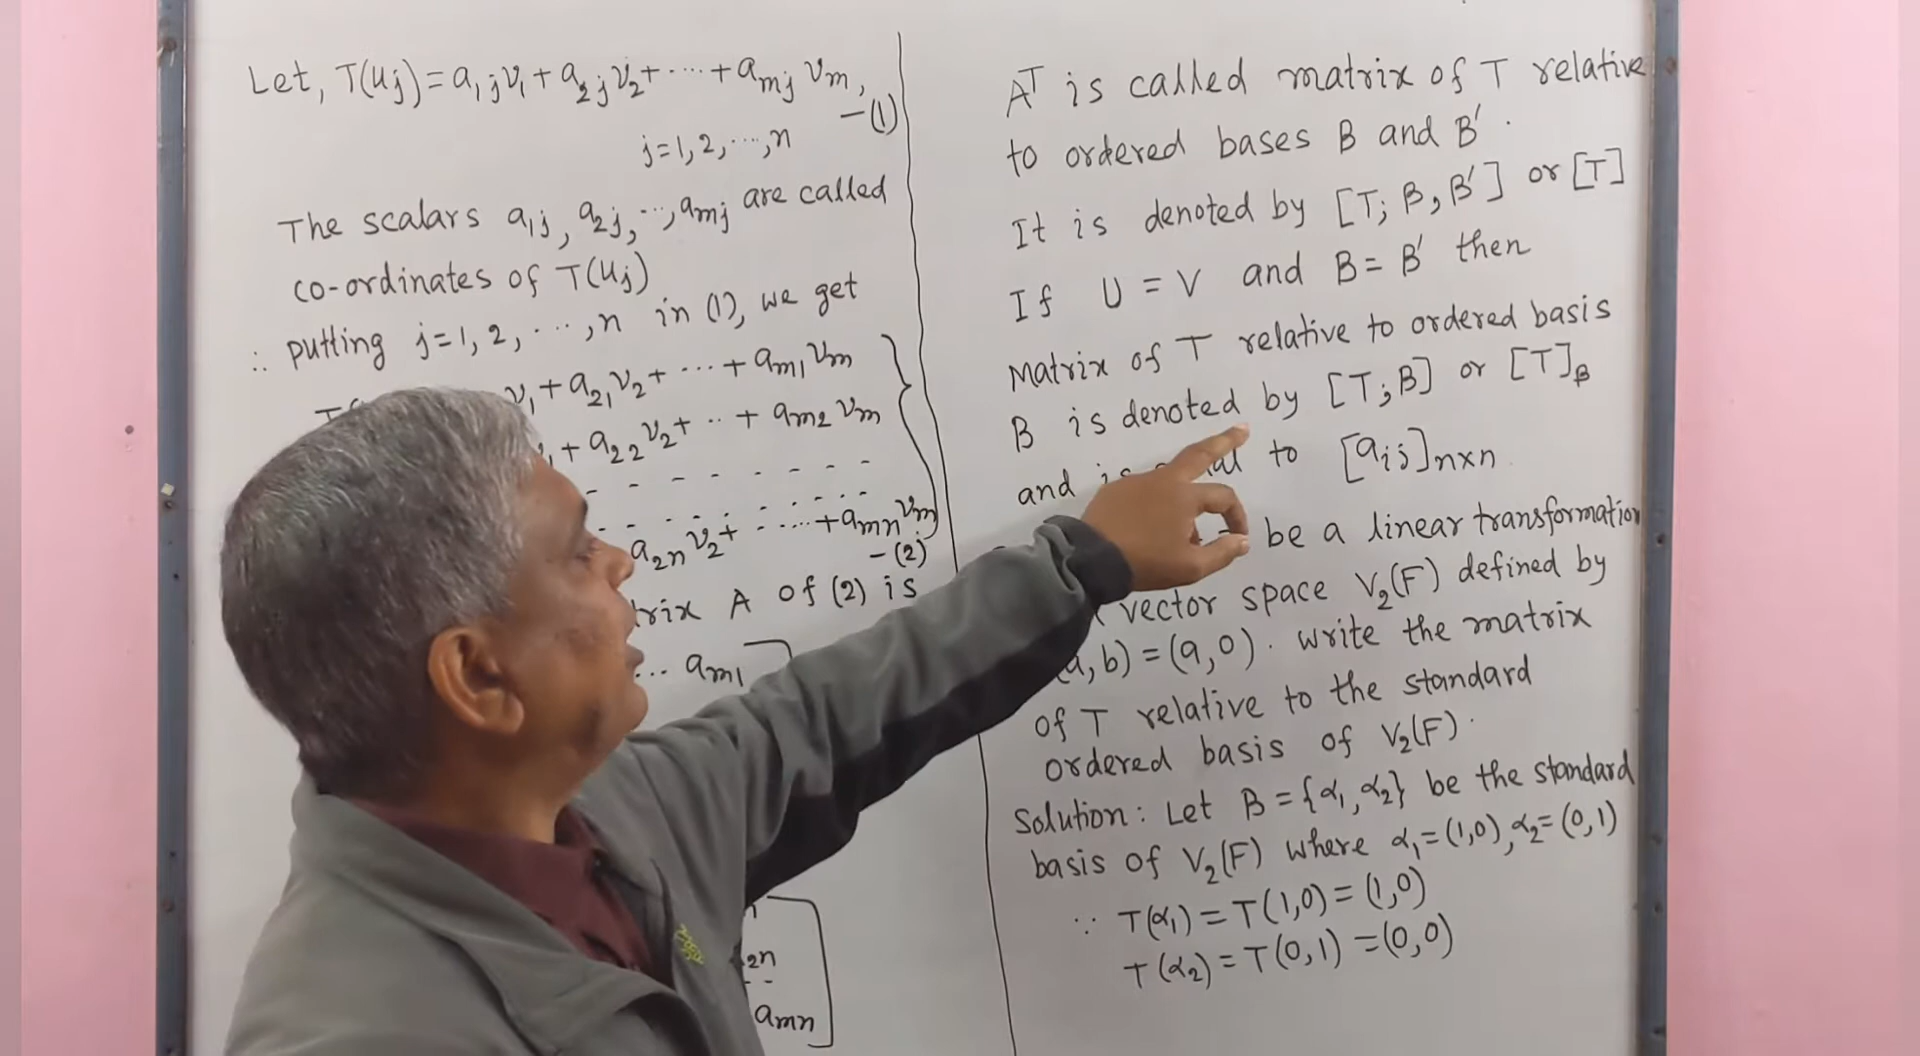 Let, T(uj) = a1j v1 + a2j v2 + ... + amj vm,
-(1)
j=1,2,...,n
The scalars a1j, a2j, ..., amj are called
co-ordinates of T(uj)
∴ putting j=1,2,...,n in (1), we get
v1 + a21 v2 + ... + am1 vm
+ a22 v2 + .. + am2 vm
a2n v2 + ..... + amn vm
-(2)
A of (2) is
... am1
2n
amn
A^T is called matrix of T relative
to ordered bases B and B'.
It is denoted by [T; B, B'] or [T]
If U = V and B = B' then
Matrix of T relative to ordered basis
B is denoted by [T; B] or [T]B
and to [aij]n×n
be a linear transformation
vector space V2(F) defined by
a, b) = (a, 0). write the matrix
of T relative to the standard
ordered basis of V2(F).
Solution: Let B = {α1, α2} be the standard
basis of V2(F) where α1 = (1,0), α2 = (0,1)
∵ T(α1) = T(1,0) = (1,0)
T(α2) = T(0,1) = (0,0)